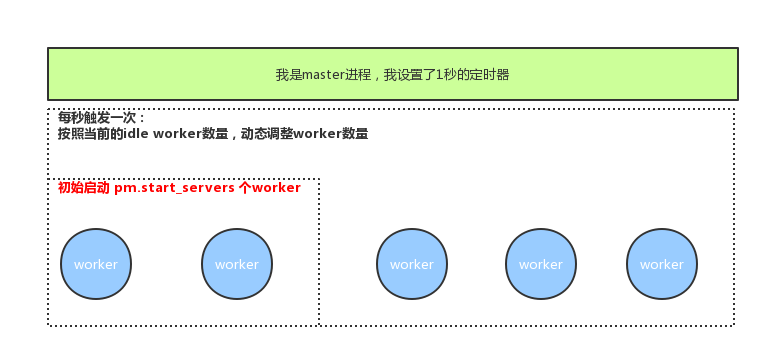 我是master进程，我设置了1秒的定时器
每秒触发一次：
按照当前的idle worker数量，动态调整worker数量
初始启动 pm.start_servers 个worker
worker
worker
worker
worker
worker